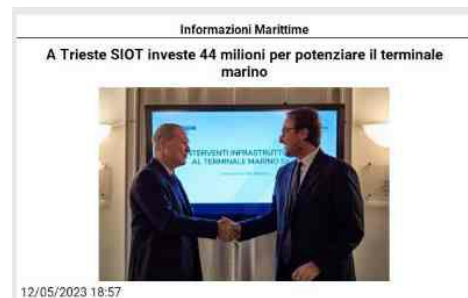 Informazioni Marittime
A Trieste SIOT investe 44 milioni per potenziare il terminale
marino
INTERVENTI INFRASTRUTT
AL TERMINALE MARINO
12/05/2023 18:57